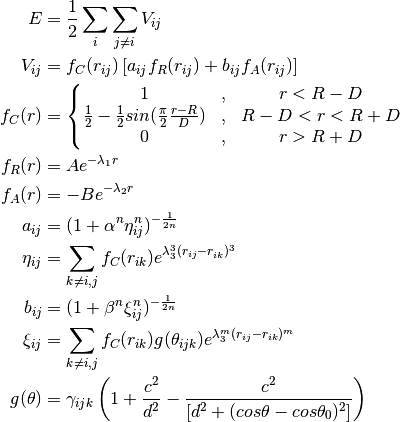 E = \frac{1}{2} \sum_{i} \sum_{j \neq i} V_{ij}
V_{ij} = f_C(r_{ij}) [a_{ij} f_R(r_{ij}) + b_{ij} f_A(r_{ij})]
f_C(r) = \begin{cases} 1 & , & r < R - D \\ \frac{1}{2} - \frac{1}{2} sin(\frac{\pi}{2} \frac{r-R}{D}) & , & R - D < r < R + D \\ 0 & , & r > R + D \end{cases}
f_R(r) = A e^{-\lambda_1 r}
f_A(r) = -B e^{-\lambda_2 r}
a_{ij} = (1 + \alpha^n \eta_{ij}^n)^{-\frac{1}{2n}}
\eta_{ij} = \sum_{k \neq i,j} f_C(r_{ik}) e^{\lambda_3^3 (r_{ij} - r_{ik})^3}
b_{ij} = (1 + \beta^n \xi_{ij}^n)^{-\frac{1}{2n}}
\xi_{ij} = \sum_{k \neq i,j} f_C(r_{ik}) g(\theta_{ijk}) e^{\lambda_3^m (r_{ij} - r_{ik})^m}
g(\theta) = \gamma_{ijk} \left( 1 + \frac{c^2}{d^2} - \frac{c^2}{[d^2 + (cos\theta - cos\theta_0)^2]} \right)